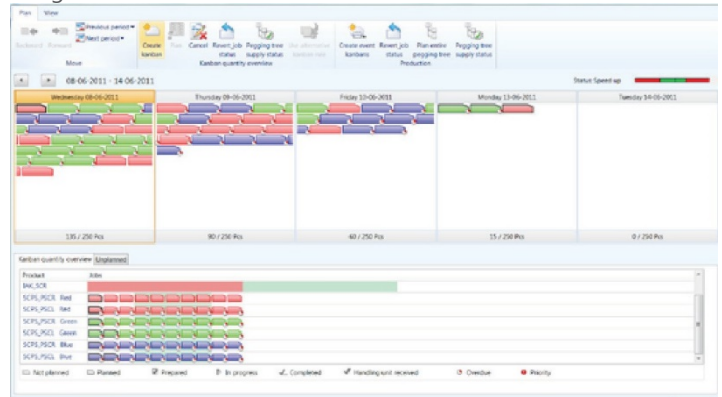 Plan View
Backward Forward
Previous period
Next period
Create kanban
Plan
Cancel
Revert job status
Pegging tree supply status
Create event kanbans
Revert job status
Plan entire pegging tree
Pegging tree supply status
Move
Kanban quantity overview
Production
08-06-2011 - 14-06-2011
Status Speed up
Wednesday 08-06-2011
Thursday 09-06-2011
Friday 10-06-2011
Monday 13-06-2011
Tuesday 14-06-2011
135 / 250 Pcs
90 / 250 Pcs
60 / 250 Pcs
15 / 250 Pcs
0 / 250 Pcs
Kanban quantity overview Unplanned
Product Jobs
SCPS_PSCR Red
SCPS_PSCL Red
SCPS_PSCR Green
SCPS_PSCL Green
SCPS_PSCR Blue
SCPS_PSCL Blue
Not planned Planned Prepared In progress Completed Handling unit received Overdue Priority